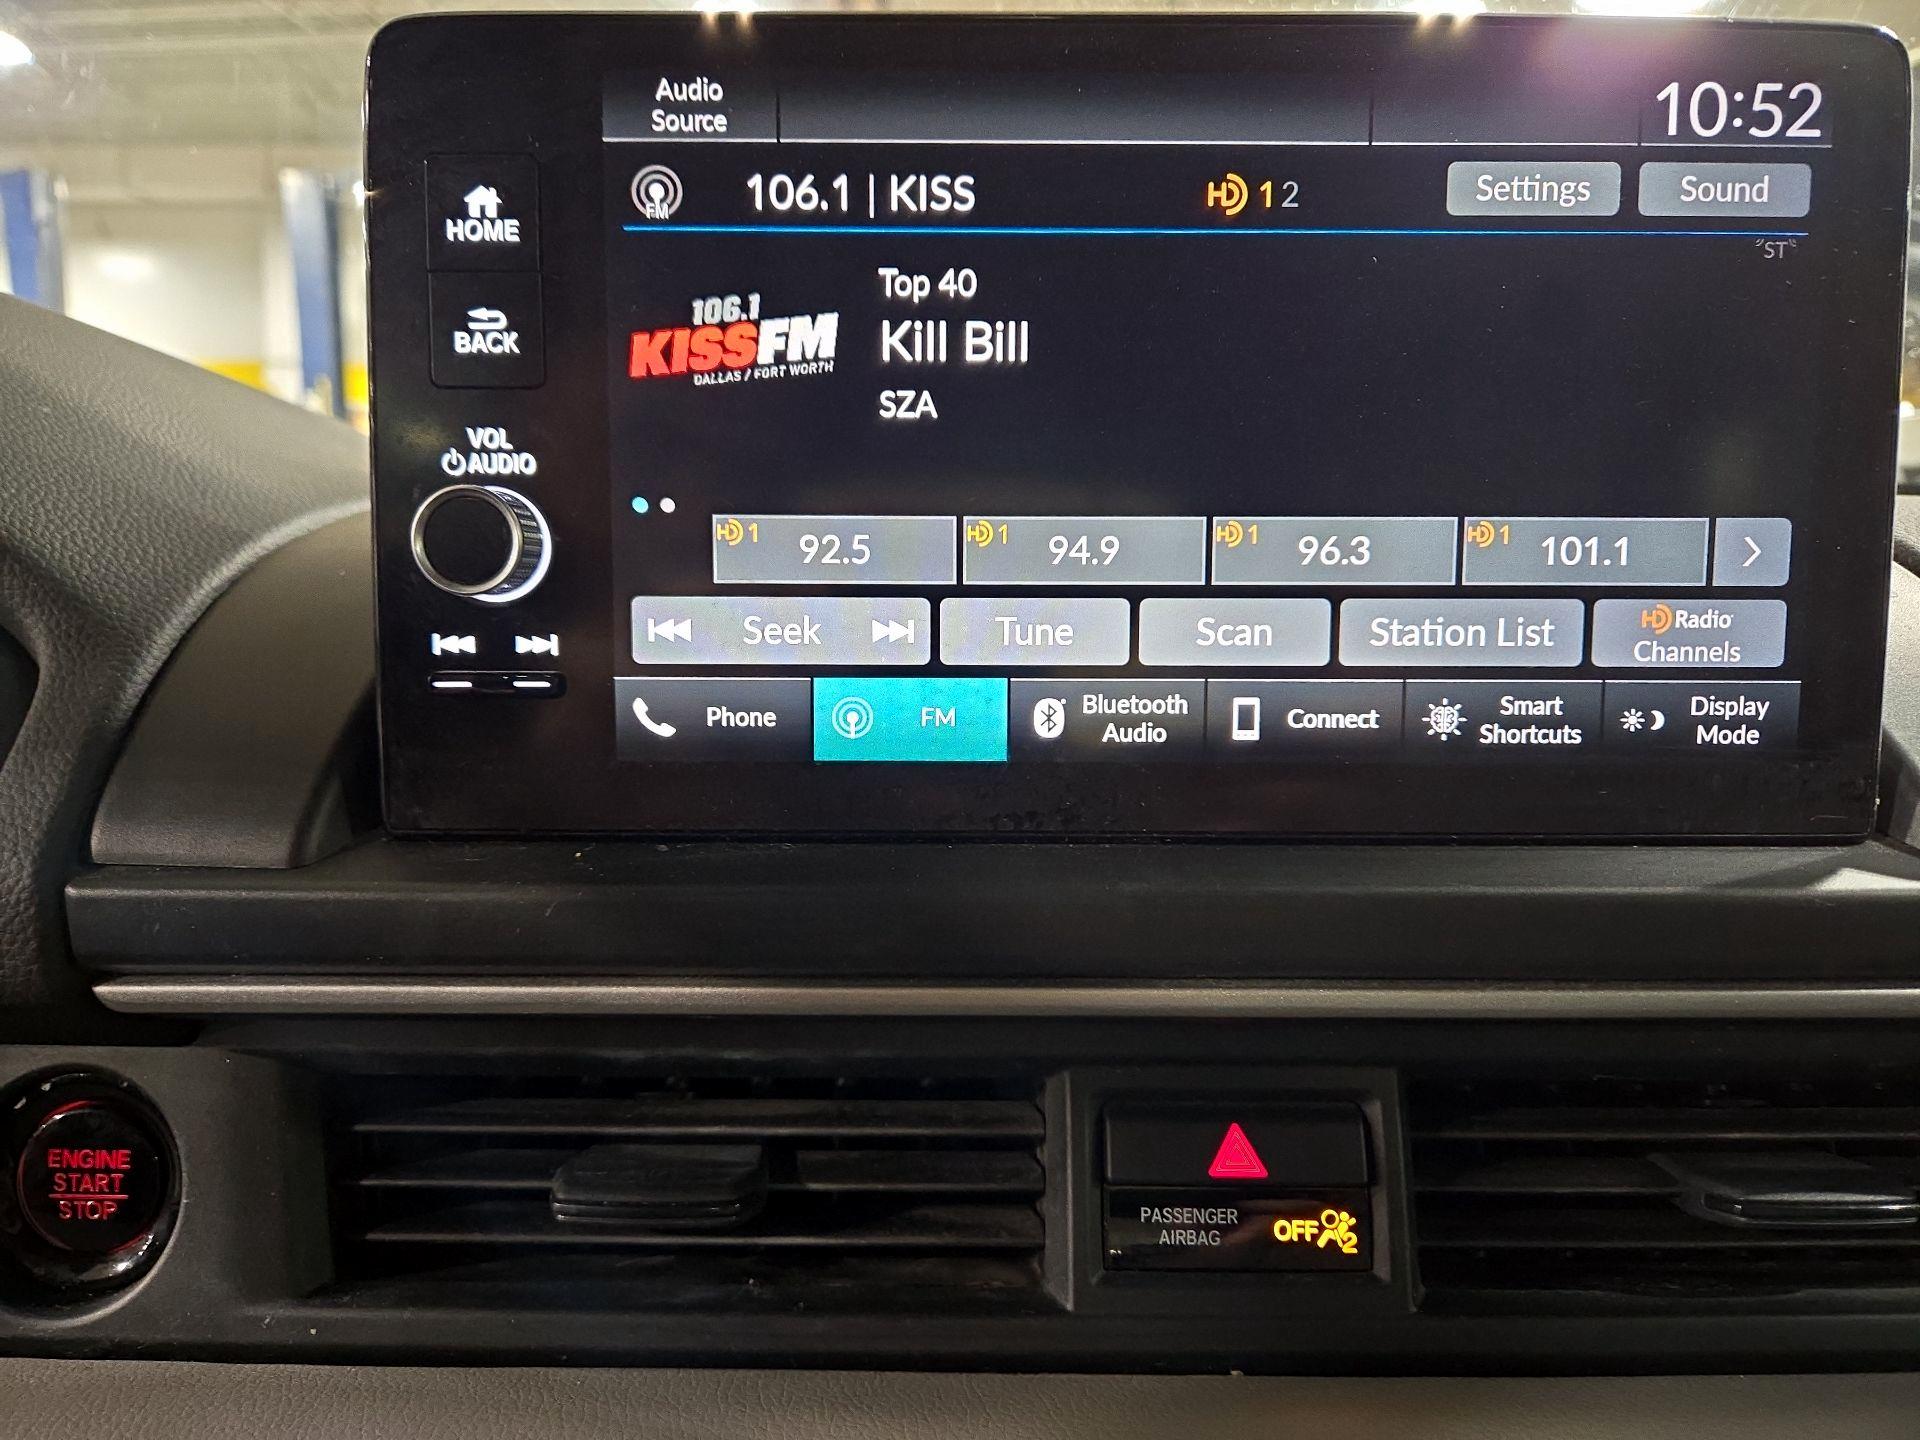 Audio
Source
10:52
HOME
FM
106.1 | KISS
HD 1 2
Settings
Sound
"ST"
BACK
106.1
KISSFM
DALLAS / FORT WORTH
Top 40
Kill Bill
SZA
VOL
AUDIO
HD 1 92.5
HD 1 94.9
HD 1 96.3
HD 1 101.1
Seek
Tune
Scan
Station List
HD Radio
Channels
Phone
FM
Bluetooth
Audio
Connect
Smart
Shortcuts
Display
Mode
ENGINE
START
STOP
PASSENGER
AIRBAG
OFF 2